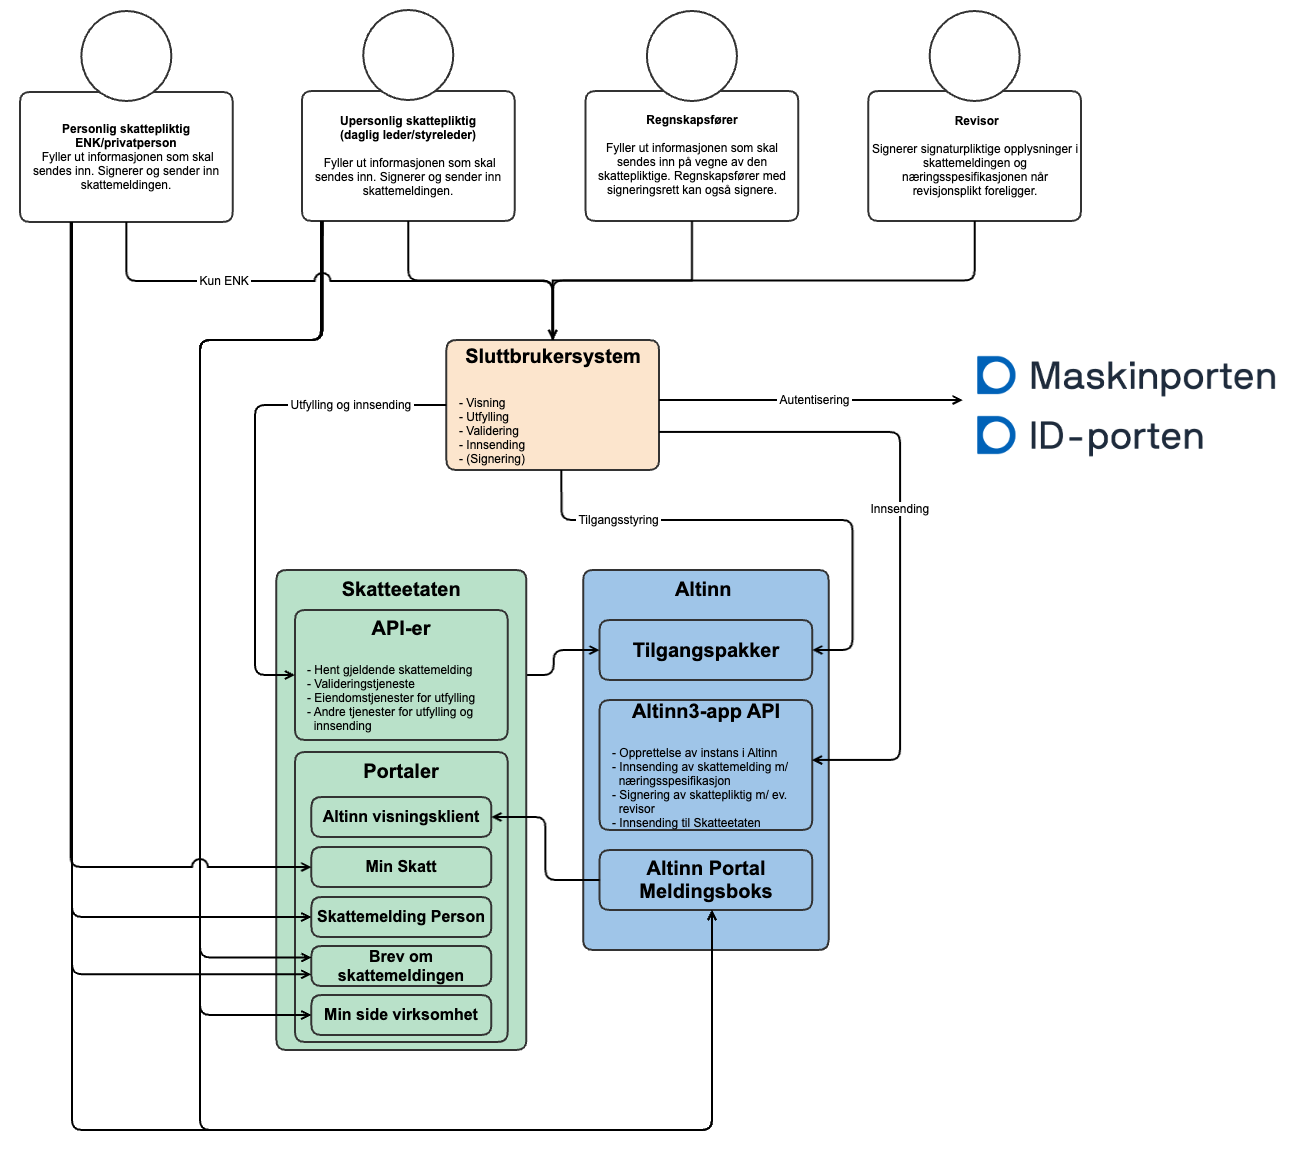 Personlig skattepliktig
ENK/privatperson
Fyller ut informasjonen som skal
sendes inn. Signerer og sender inn
skattemeldingen.
Upersonlig skattepliktig
(daglig leder/styreleder)
Fyller ut informasjonen som skal
sendes inn. Signerer og sender inn
skattemeldingen.
Regnskapsfører
Fyller ut informasjonen som skal
sendes inn på vegne av den
skattepliktige. Regnskapsfører med
signeringsrett kan også signere.
Revisor
Signerer signaturpliktige opplysninger i
skattemeldingen og
næringsspesifikasjonen når
revisjonsplikt foreligger.
Kun ENK
Sluttbrukersystem
- Visning
- Utfylling
- Validering
- Innsending
- (Signering)
Utfylling og innsending
Autentisering
Maskinporten
ID-porten
Innsending
Tilgangsstyring
Skatteetaten
API-er
- Hent gjeldende skattemelding
- Valideringstjeneste
- Eiendomstjenester for utfylling
- Andre tjenester for utfylling og
innsending
Portaler
Altinn visningsklient
Min Skatt
Skattemelding Person
Brev om
skattemeldingen
Min side virksomhet
Altinn
Tilgangspakker
Altinn3-app API
- Opprettelse av instans i Altinn
- Innsending av skattemelding m/
næringsspesifikasjon
- Signering av skattepliktig m/ ev.
revisor
- Innsending til Skatteetaten
Altinn Portal
Meldingsboks